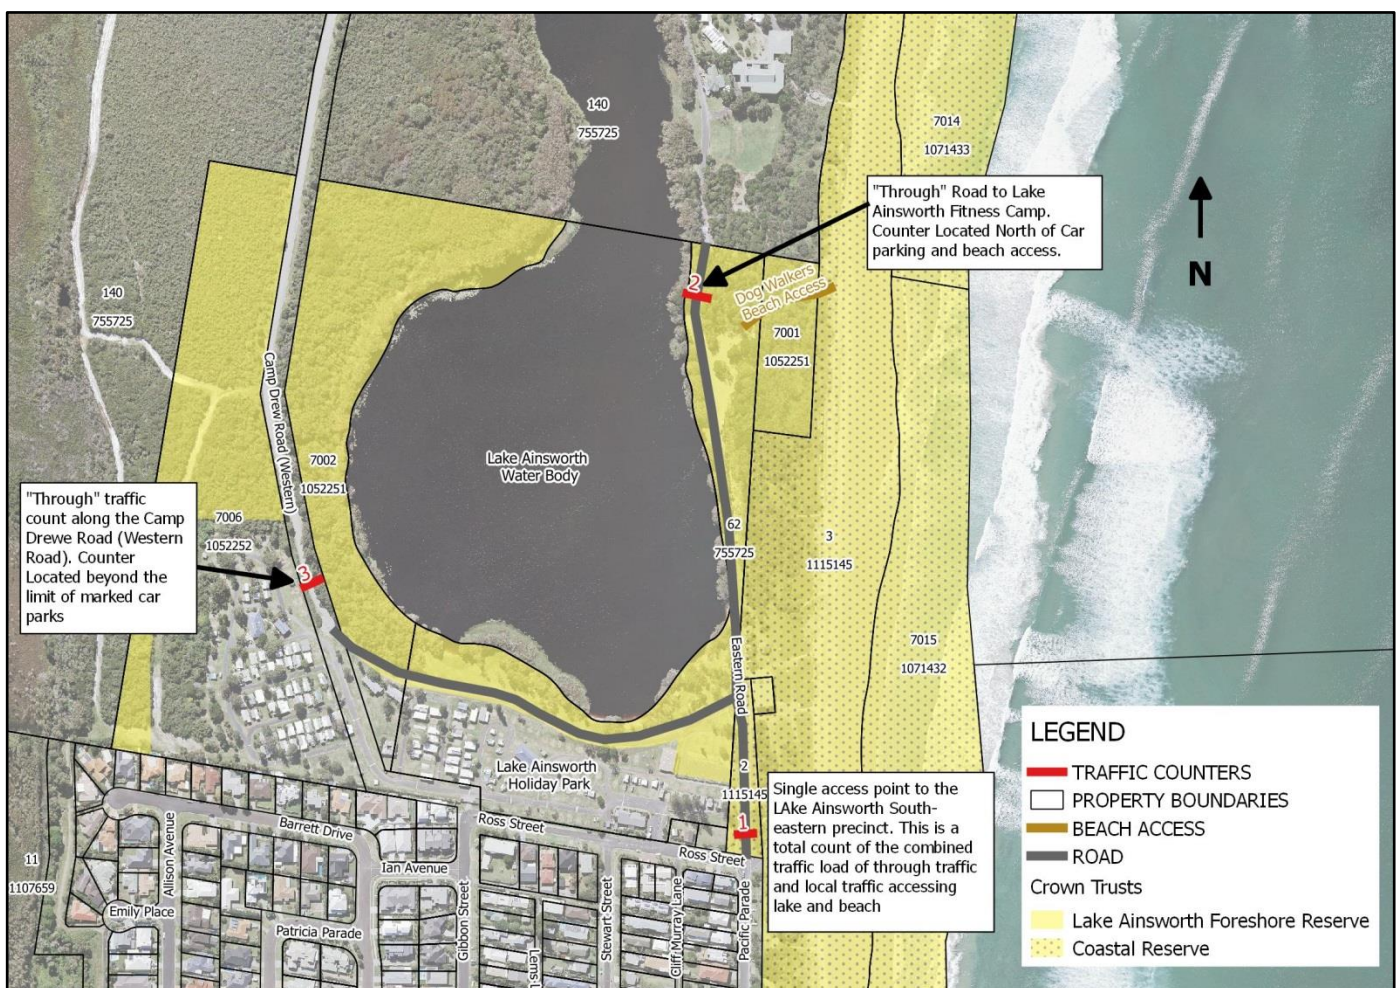 140
755725
7014
1071433
"Through" Road to Lake
Ainsworth Fitness Camp.
Counter Located North of Car
parking and beach access.
N
2
Dog Walkers
Beach Access
7001
1052251
140
755725
Camp Drew Road (Western)
7002
1052251
Lake Ainsworth
Water Body
"Through" traffic
count along the Camp
Drewe Road (Western
Road). Counter
Located beyond the
limit of marked car
parks
7006
1052252
3
62
755725
3
1115145
7015
1071432
Eastern Road
Lake Ainsworth
Holiday Park
2
1115145
1
Single access point to the
LAke Ainsworth South-
eastern precinct. This is a
total count of the combined
traffic load of through traffic
and local traffic accessing
lake and beach
LEGEND
TRAFFIC COUNTERS
PROPERTY BOUNDARIES
BEACH ACCESS
ROAD
Crown Trusts
Lake Ainsworth Foreshore Reserve
Coastal Reserve
Barrett Drive
Ross Street
Ross Street
Ian Avenue
Allison Avenue
Emily Place
Patricia Parade
Gibbon Street
Stewart Street
Cliff Murray Lane
Pacific Parade
11
1107659